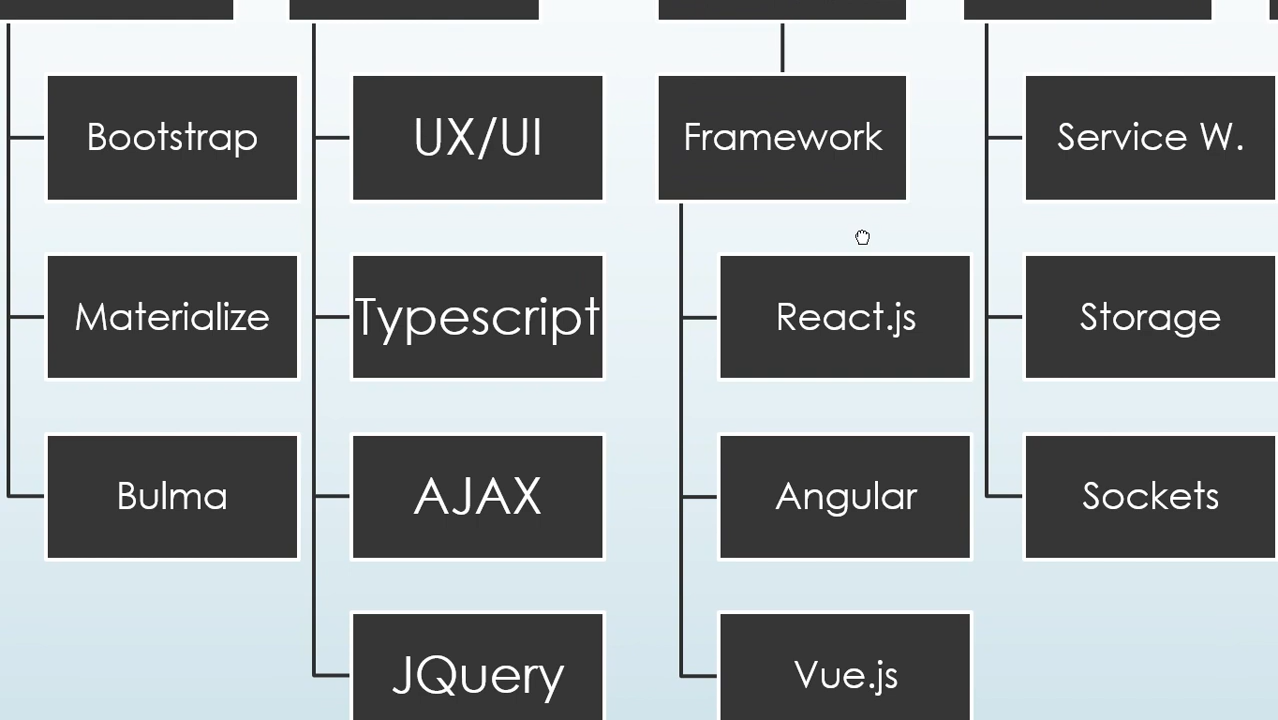 Bootstrap
UX/UI
Framework
Service W.
Materialize
Typescript
React.js
Storage
Bulma
AJAX
Angular
Sockets
JQuery
Vue.js